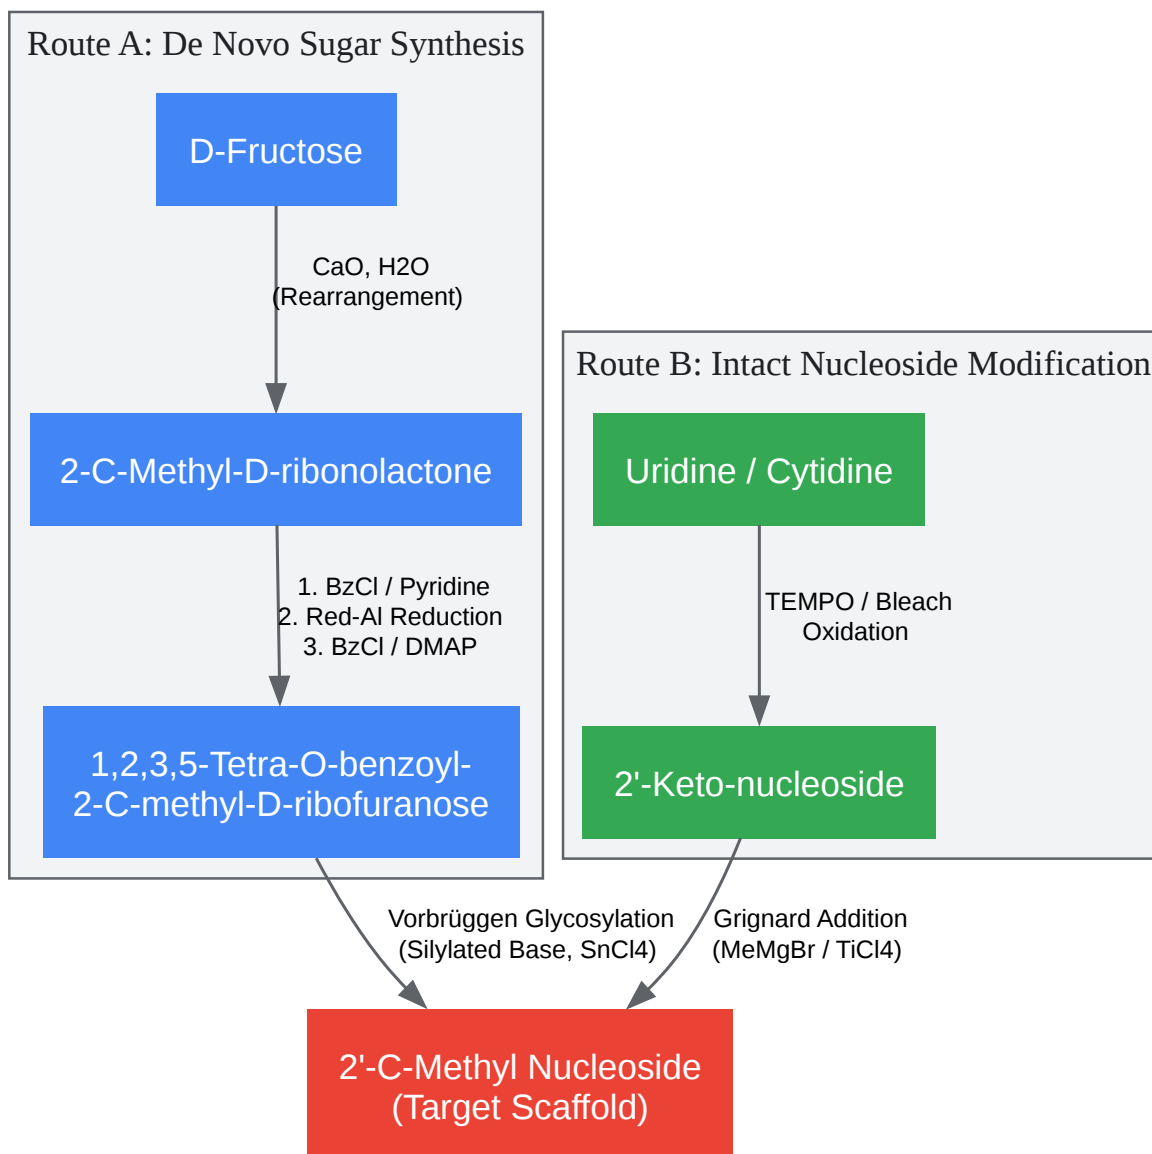 Route A: De Novo Sugar Synthesis
D-Fructose
CaO, H2O
(Rearrangement)
2-C-Methyl-D-ribonolactone
1. BzCl / Pyridine
2. Red-Al Reduction
3. BzCl / DMAP
1,2,3,5-Tetra-O-benzoyl-
2-C-methyl-D-ribofuranose
Route B: Intact Nucleoside Modification
Uridine / Cytidine
TEMPO / Bleach
Oxidation
2'-Keto-nucleoside
Vorbrüggen Glycosylation
(Silylated Base, SnCl4)
Grignard Addition
(MeMgBr / TiCl4)
2'-C-Methyl Nucleoside
(Target Scaffold)